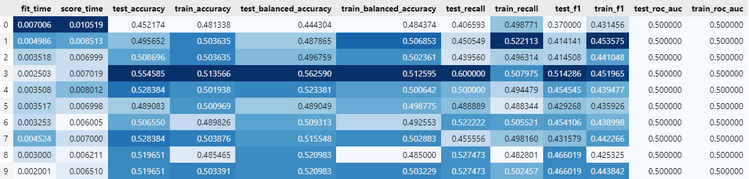 fit_time score_time test_accuracy train_accuracy test_balanced_accuracy train_balanced_accuracy test_recall train_recall test_f1 train_f1 test_roc_auc train_roc_auc
0 0.007006 0.010519 0.452174 0.481338 0.444304 0.484374 0.406593 0.498771 0.370000 0.431456 0.500000 0.500000
1 0.004986 0.008513 0.495652 0.503635 0.487865 0.506853 0.450549 0.522113 0.414141 0.453575 0.500000 0.500000
2 0.003518 0.006999 0.508696 0.503635 0.496759 0.502361 0.439560 0.496314 0.414508 0.441048 0.500000 0.500000
3 0.002503 0.007019 0.554585 0.513566 0.562590 0.512595 0.600000 0.507975 0.514286 0.451965 0.500000 0.500000
4 0.003508 0.008012 0.528384 0.501938 0.523381 0.500642 0.500000 0.494479 0.454545 0.439477 0.500000 0.500000
5 0.003517 0.006998 0.489083 0.500969 0.489049 0.498775 0.488889 0.488344 0.429268 0.435926 0.500000 0.500000
6 0.003253 0.006005 0.506550 0.489826 0.509313 0.492553 0.522222 0.505521 0.454106 0.438998 0.500000 0.500000
7 0.004524 0.007000 0.528384 0.503876 0.515548 0.502883 0.455556 0.498160 0.431579 0.442266 0.500000 0.500000
8 0.003000 0.006211 0.519651 0.485465 0.520983 0.485000 0.527473 0.482801 0.466019 0.425325 0.500000 0.500000
9 0.002001 0.006510 0.519651 0.503391 0.520983 0.503229 0.527473 0.502457 0.466019 0.443842 0.500000 0.500000